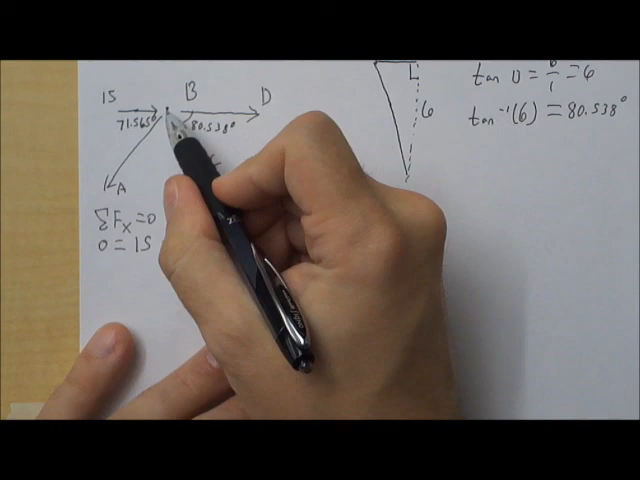 15 B D
71.565° 80.538°
A
ΣFx=0
0 = 15
6
tan θ = 6/1 = 6
tan⁻¹(6) = 80.538°